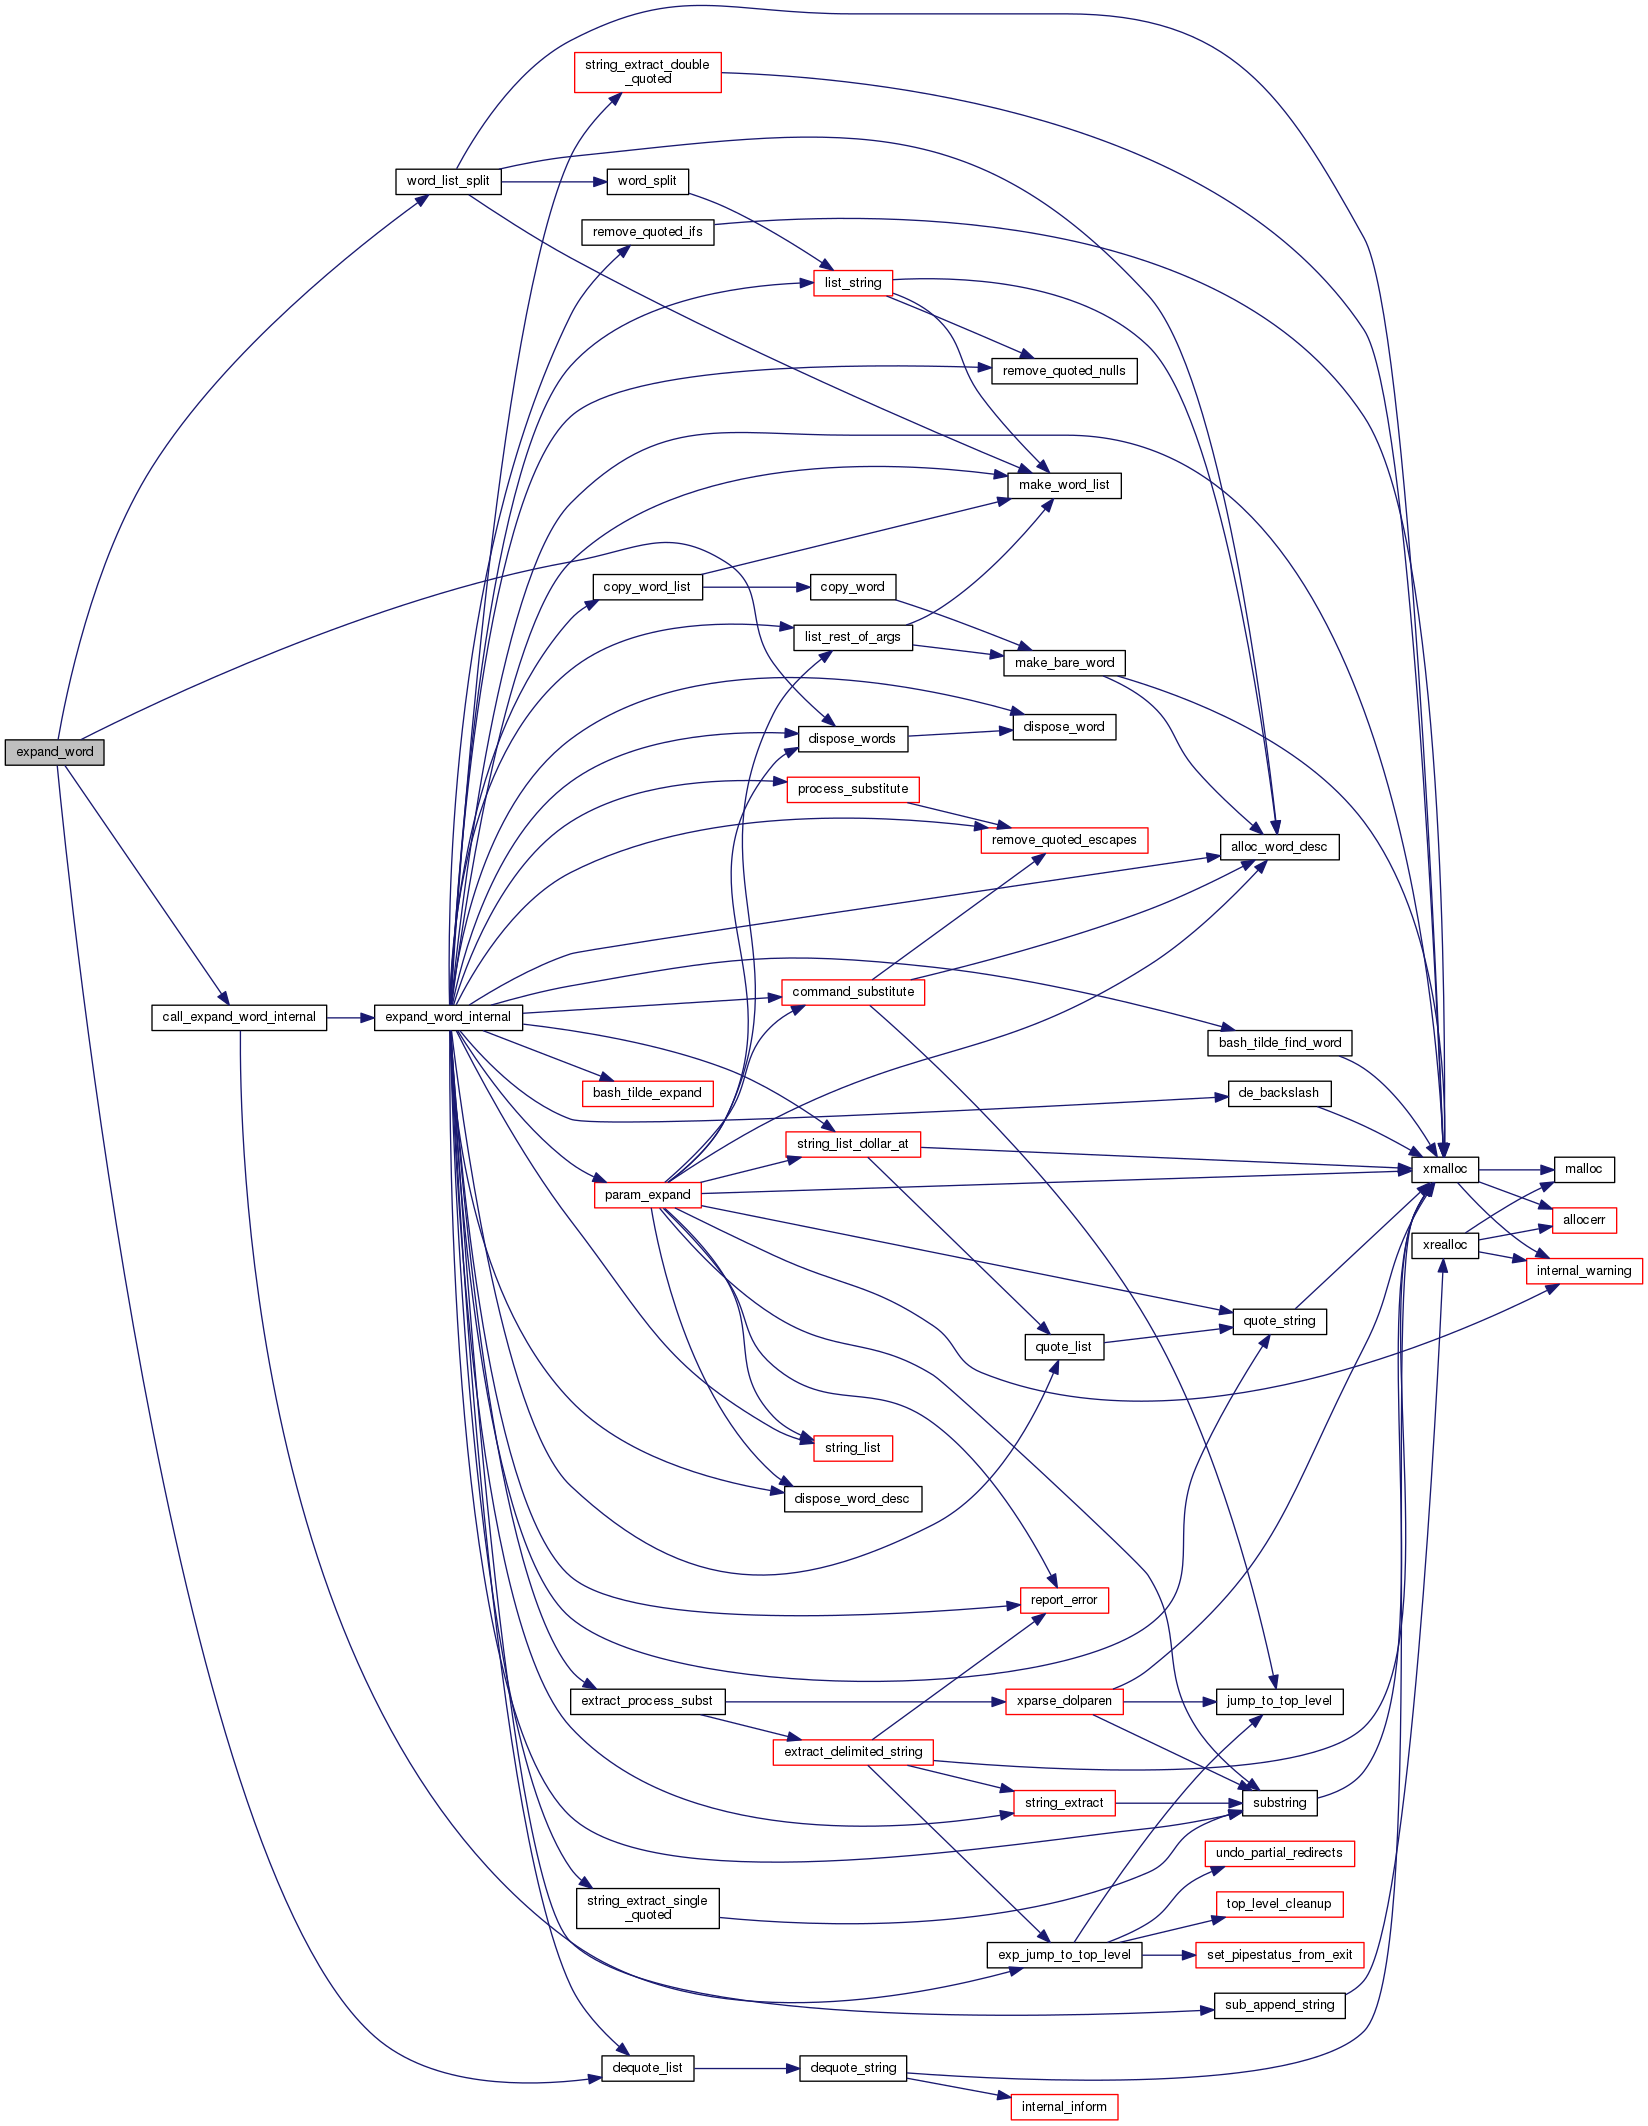 string_extract_double
_quoted
word_list_split
word_split
remove_quoted_ifs
list_string
remove_quoted_nulls
make_word_list
copy_word_list
copy_word
list_rest_of_args
make_bare_word
dispose_word
dispose_words
expand_word
process_substitute
remove_quoted_escapes
alloc_word_desc
command_substitute
call_expand_word_internal
expand_word_internal
bash_tilde_find_word
bash_tilde_expand
de_backslash
string_list_dollar_at
xmalloc
malloc
param_expand
allocerr
xrealloc
internal_warning
quote_string
quote_list
string_list
dispose_word_desc
report_error
extract_process_subst
xparse_dolparen
jump_to_top_level
extract_delimited_string
string_extract
substring
undo_partial_redirects
string_extract_single
_quoted
top_level_cleanup
exp_jump_to_top_level
set_pipestatus_from_exit
sub_append_string
dequote_list
dequote_string
internal_inform